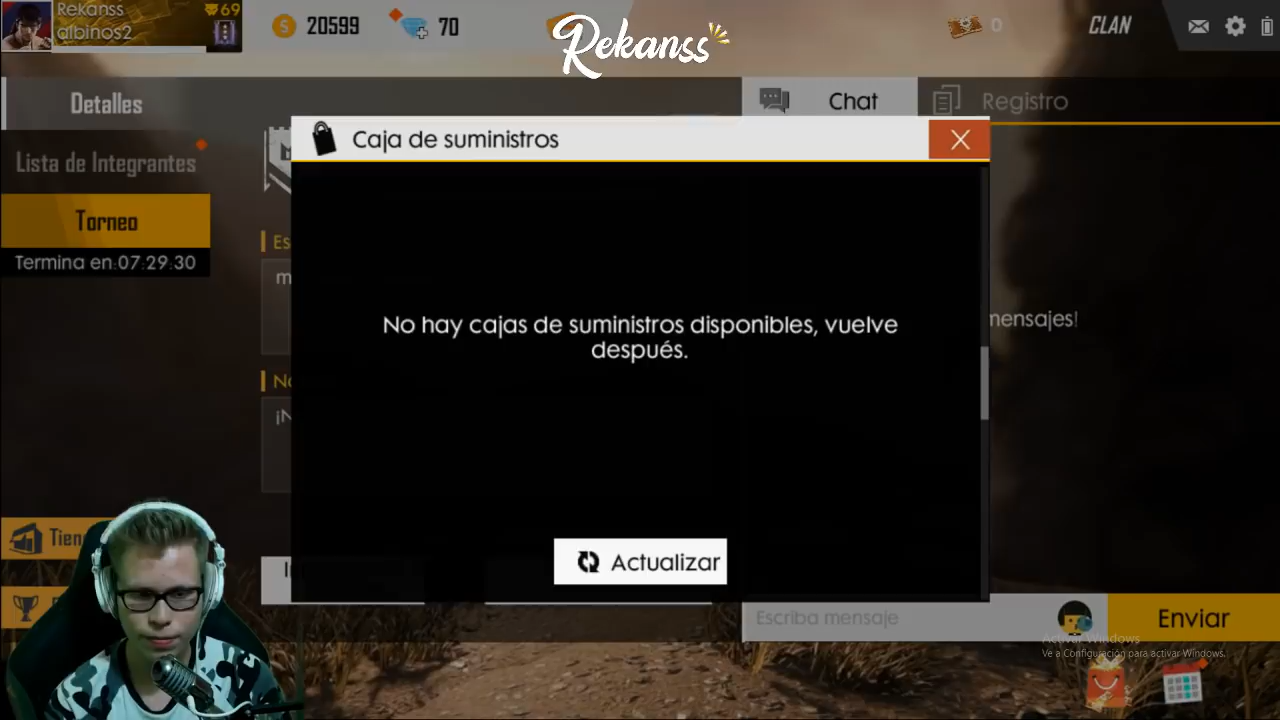 Rekanss
albinos2
69
20599
70
Rekanss
0
CLAN
Detalles
Chat
Registro
Lista de Integrantes
Caja de suministros
X
Torneo
Termina en:07:29:30
Es
m
No hay cajas de suministros disponibles, vuelve
después.
mensajes!
¡N
Tien
Actualizar
Escriba mensaje
Enviar
Activar Windows
Ve a Configuración para activar Windows.